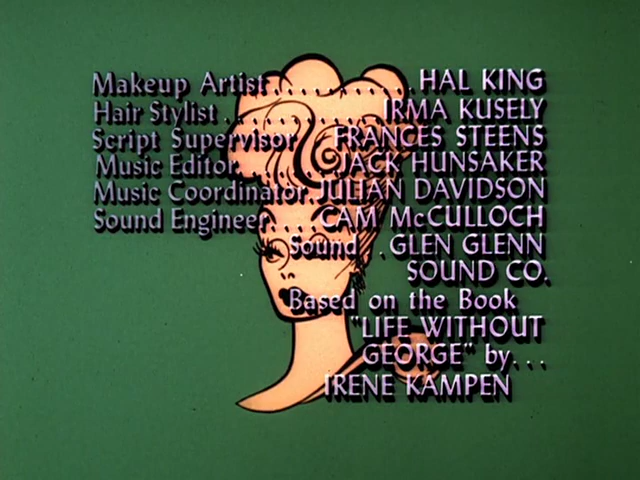 Makeup Artist . . . . . . . . . . . HAL KING
Hair Stylist . . . . . . . . . . . IRMA KUSELY
Script Supervisor . . FRANCES STEENS
Music Editor . . . . . . . JACK HUNSAKER
Music Coordinator. JULIAN DAVIDSON
Sound Engineer . . . . CAM McCULLOCH
Sound . . GLEN GLENN
SOUND CO.
Based on the Book
"LIFE WITHOUT
GEORGE" by. . .
IRENE KAMPEN